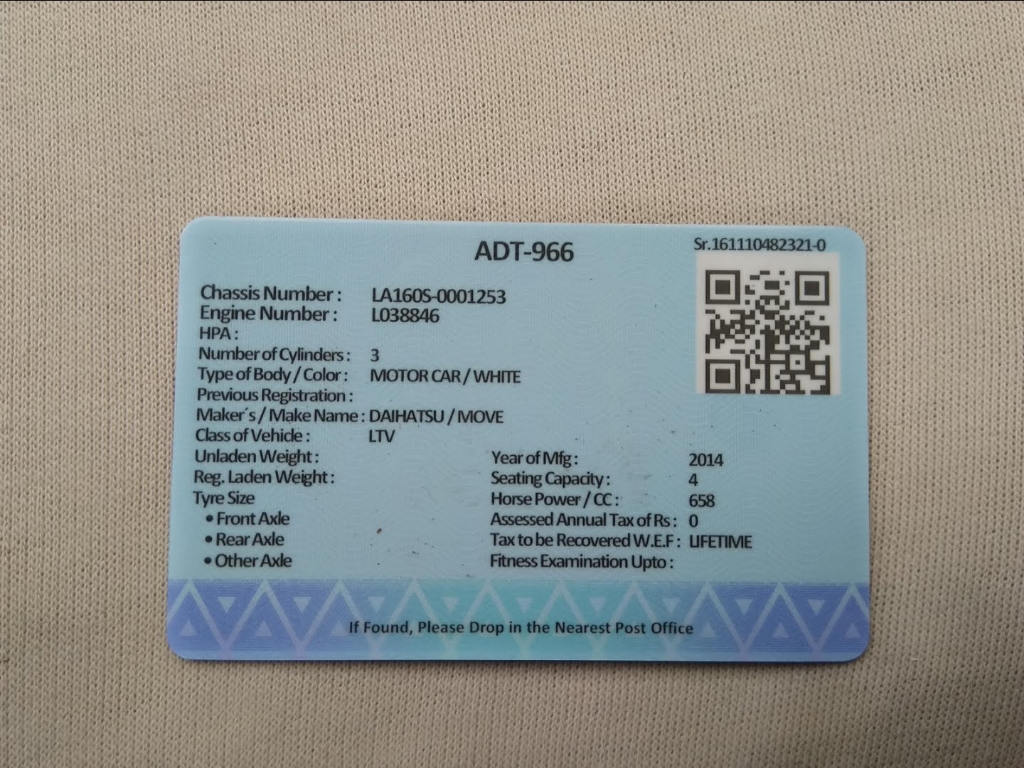 ADT-966
Sr.161110482321-0
Chassis Number : LA160S-0001253
Engine Number : L038846
HPA :
Number of Cylinders : 3
Type of Body / Color : MOTOR CAR / WHITE
Previous Registration :
Maker´s / Make Name : DAIHATSU / MOVE
Class of Vehicle : LTV
Unladen Weight :
Reg. Laden Weight :
Tyre Size
• Front Axle
• Rear Axle
• Other Axle
Year of Mfg : 2014
Seating Capacity : 4
Horse Power / CC : 658
Assessed Annual Tax of Rs : 0
Tax to be Recovered W.E.F : LIFETIME
Fitness Examination Upto :
If Found, Please Drop in the Nearest Post Office